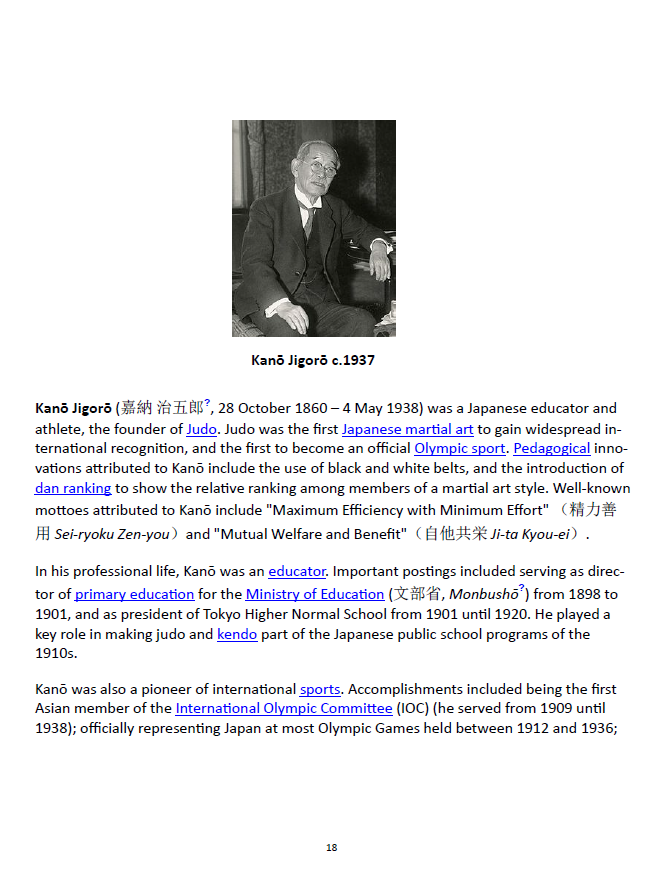 Kanō Jigorō c.1937
Kanō Jigorō (嘉納 治五郎?, 28 October 1860 – 4 May 1938) was a Japanese educator and
athlete, the founder of Judo. Judo was the first Japanese martial art to gain widespread in-
ternational recognition, and the first to become an official Olympic sport. Pedagogical inno-
vations attributed to Kanō include the use of black and white belts, and the introduction of
dan ranking to show the relative ranking among members of a martial art style. Well-known
mottoes attributed to Kanō include "Maximum Efficiency with Minimum Effort" （精力善
用 Sei-ryoku Zen-you）and "Mutual Welfare and Benefit"（自他共栄 Ji-ta Kyou-ei）.
In his professional life, Kanō was an educator. Important postings included serving as direc-
tor of primary education for the Ministry of Education (文部省, Monbushō?) from 1898 to
1901, and as president of Tokyo Higher Normal School from 1901 until 1920. He played a
key role in making judo and kendo part of the Japanese public school programs of the
1910s.
Kanō was also a pioneer of international sports. Accomplishments included being the first
Asian member of the International Olympic Committee (IOC) (he served from 1909 until
1938); officially representing Japan at most Olympic Games held between 1912 and 1936;
18